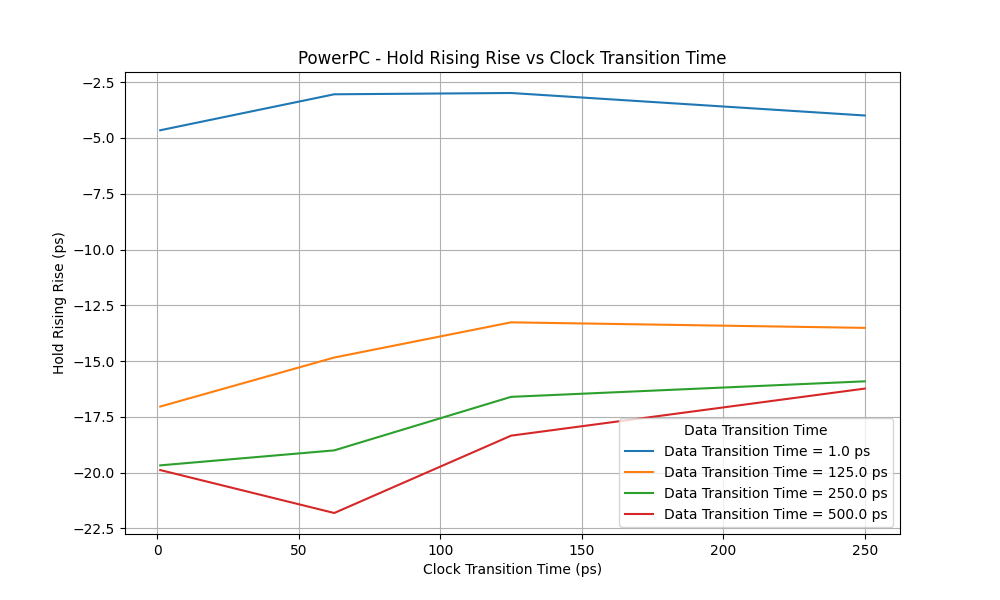 PowerPC - Hold Rising Rise vs Clock Transition Time
Hold Rising Rise (ps)
−2.5
−5.0
−7.5
−10.0
−12.5
−15.0
−17.5
−20.0
−22.5
Data Transition Time
Data Transition Time = 1.0 ps
Data Transition Time = 125.0 ps
Data Transition Time = 250.0 ps
Data Transition Time = 500.0 ps
0 50 100 150 200 250
Clock Transition Time (ps)